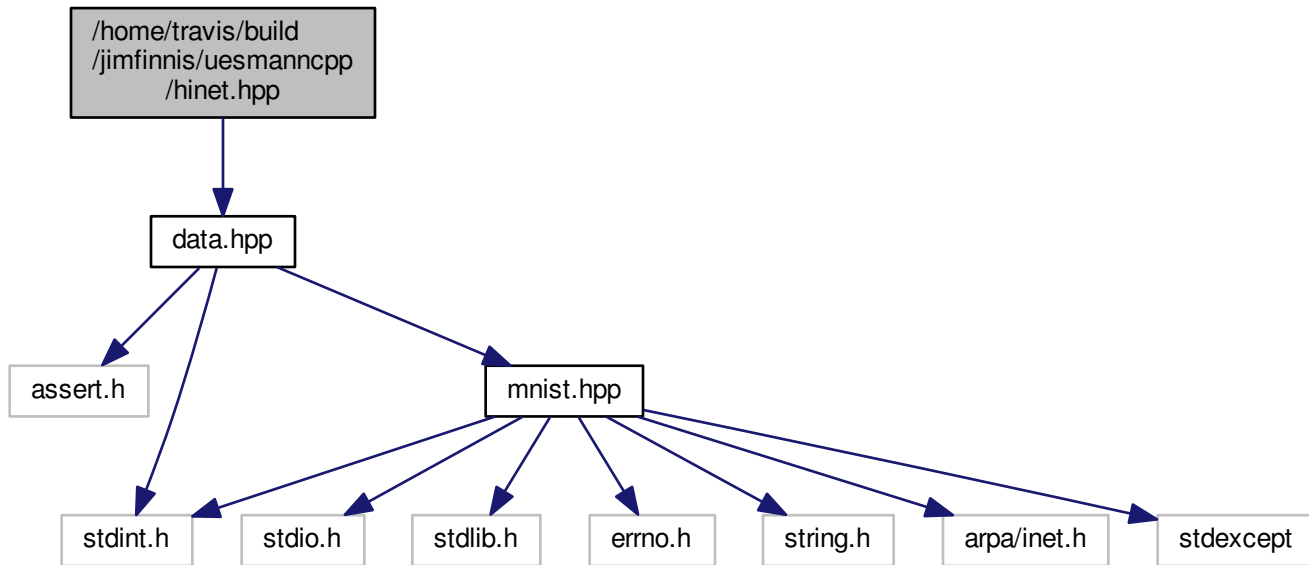 /home/travis/build
/jimfinnis/uesmanncpp
/hinet.hpp
data.hpp
assert.h
mnist.hpp
stdint.h
stdio.h
stdlib.h
errno.h
string.h
arpa/inet.h
stdexcept